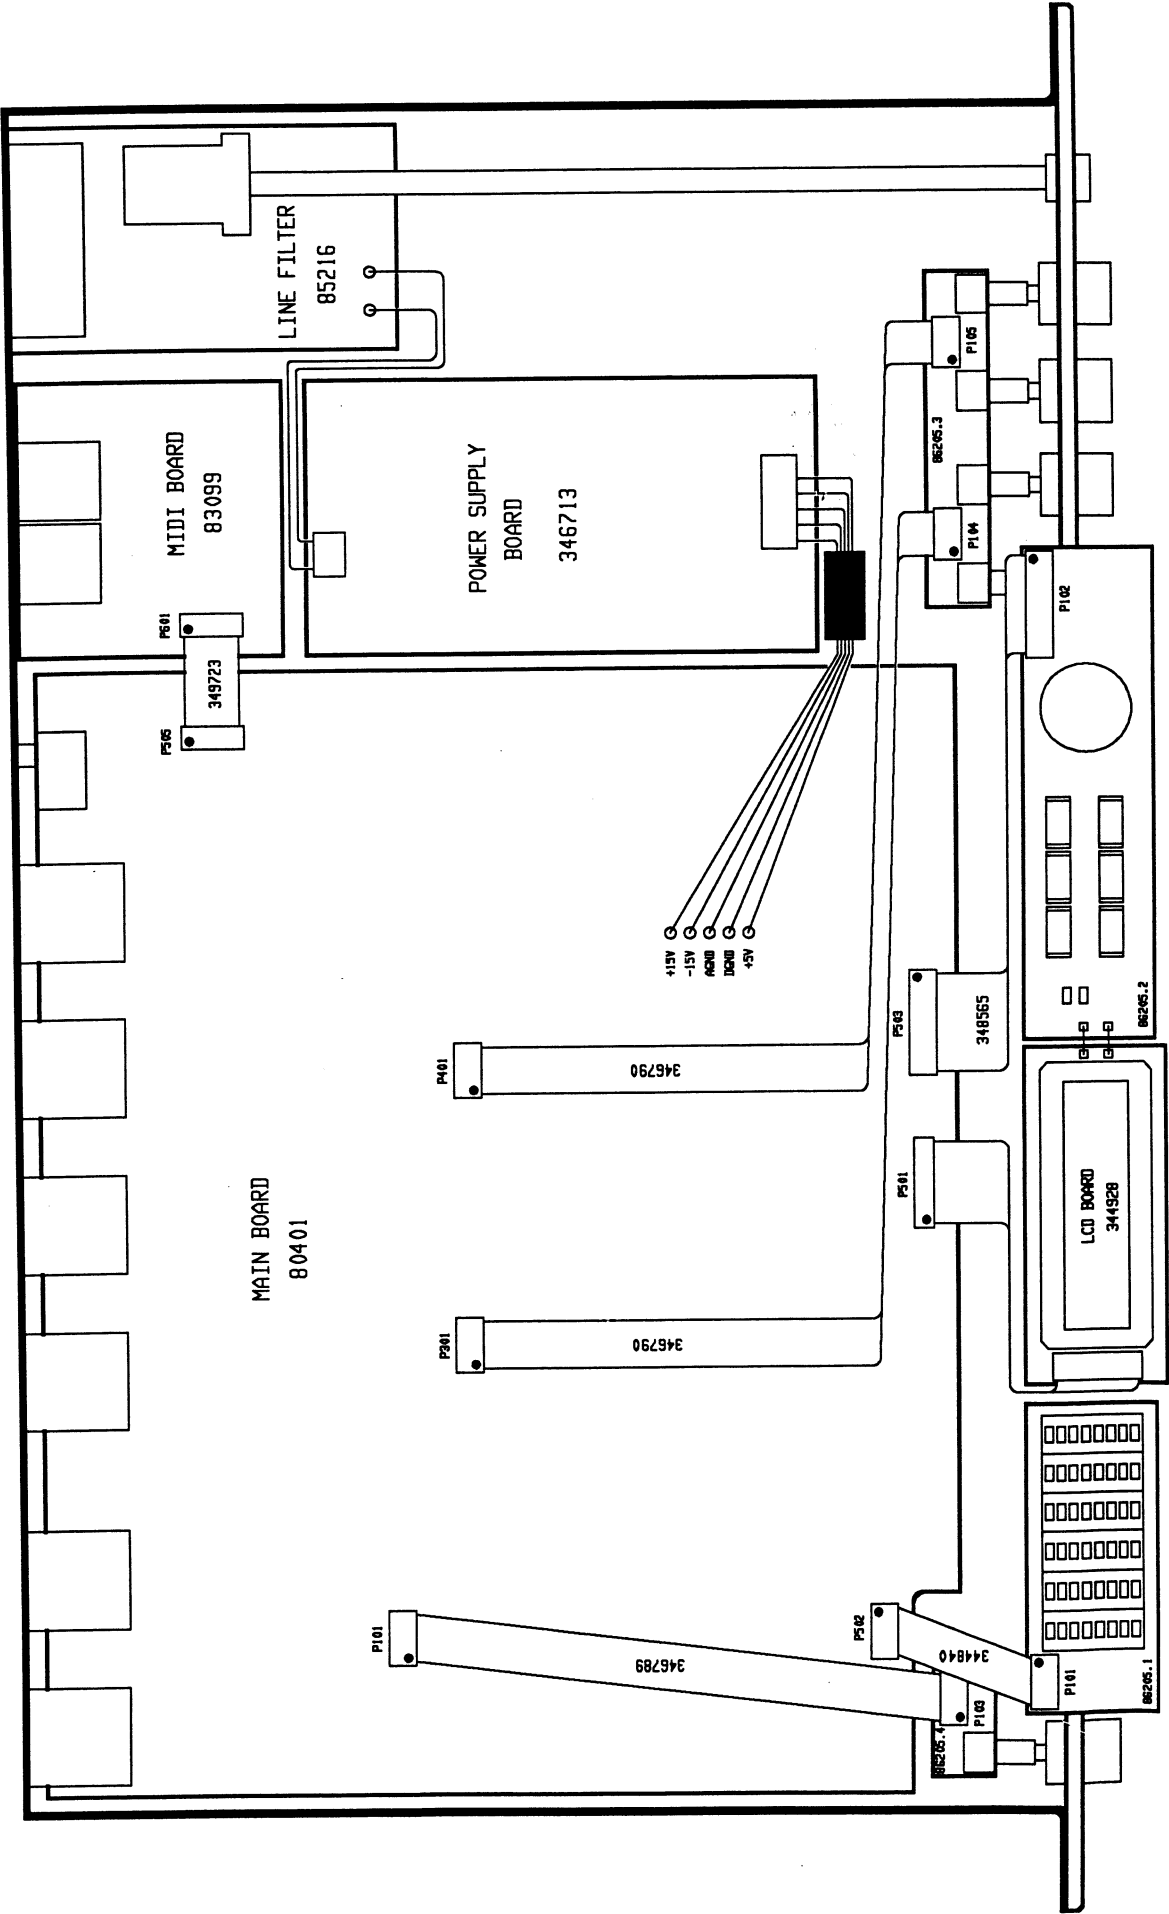 LINE FILTER
85216
MIDI BOARD
83099
POWER SUPPLY
BOARD
346713
P105
86205.3
P104
P102
P601
349723
P505
+15V
-15V
AGND
DGND
+5V
P503
348565
86205.2
P401
346790
P501
LCD BOARD
344928
MAIN BOARD
80401
P301
346790
P101
346789
P502
344840
P101
86205.1
P103
86205.4